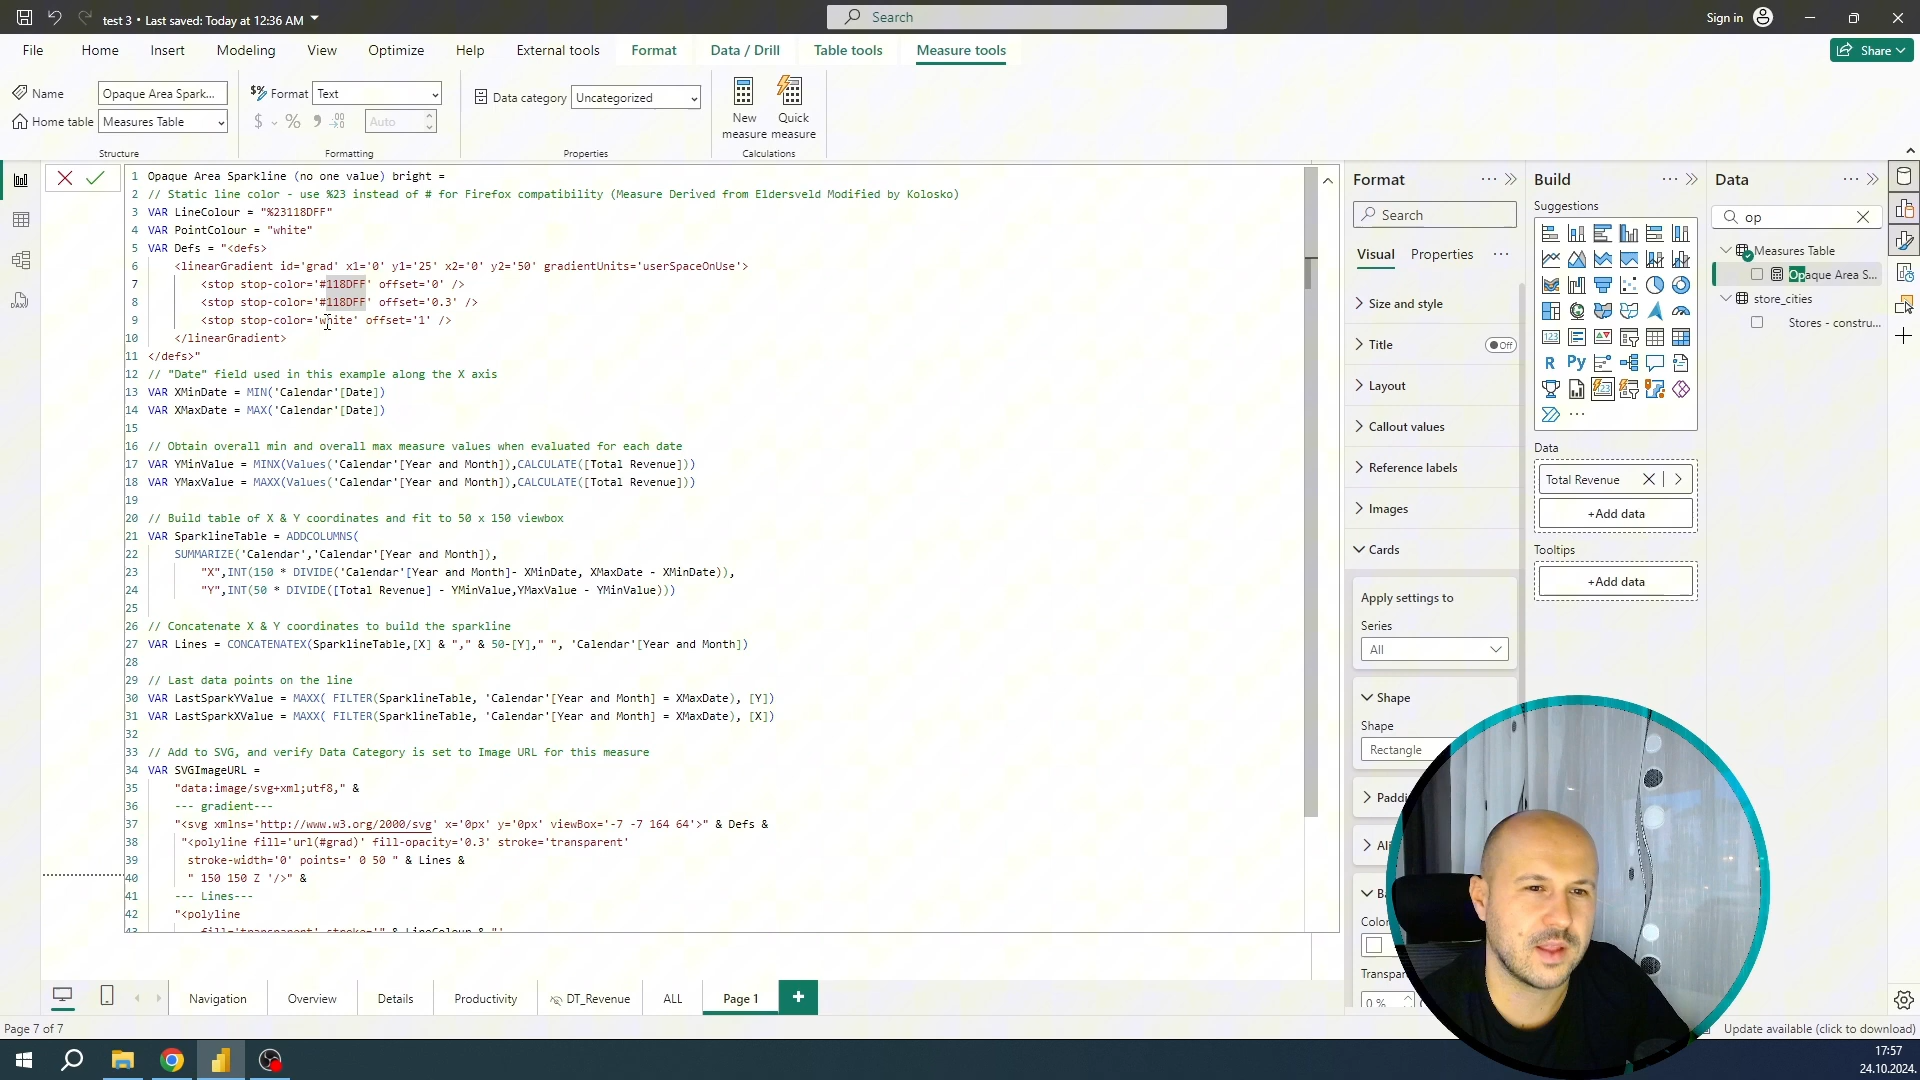 test 3 • Last saved: Today at 12:36 AM
Search
Sign in
File
Home
Insert
Modeling
View
Optimize
Help
External tools
Format
Data / Drill
Table tools
Measure tools
Share
Name
Opaque Area Spark...
Home table
Measures Table
Structure
Format
Text
$
%
Auto
Formatting
Data category
Uncategorized
Properties
New measure
Quick measure
Calculations
1 Opaque Area Sparkline (no one value) bright =
2 // Static line color - use %23 instead of # for Firefox compatibility (Measure Derived from Eldersveld Modified by Kolosko)
3 VAR LineColour = "%23118DFF"
4 VAR PointColour = "white"
5 VAR Defs = "<defs>
6 <linearGradient id='grad' x1='0' y1='25' x2='0' y2='50' gradientUnits='userSpaceOnUse'>
7 <stop stop-color='#118DFF' offset='0' />
8 <stop stop-color='#118DFF' offset='0.3' />
9 <stop stop-color='white' offset='1' />
10 </linearGradient>
11 </defs>"
12 // "Date" field used in this example along the X axis
13 VAR XMinDate = MIN('Calendar'[Date])
14 VAR XMaxDate = MAX('Calendar'[Date])
15
16 // Obtain overall min and overall max measure values when evaluated for each date
17 VAR YMinValue = MINX(Values('Calendar'[Year and Month]),CALCULATE([Total Revenue]))
18 VAR YMaxValue = MAXX(Values('Calendar'[Year and Month]),CALCULATE([Total Revenue]))
19
20 // Build table of X & Y coordinates and fit to 50 x 150 viewbox
21 VAR SparklineTable = ADDCOLUMNS(
22 SUMMARIZE('Calendar','Calendar'[Year and Month]),
23 "X",INT(150 * DIVIDE('Calendar'[Year and Month]- XMinDate, XMaxDate - XMinDate)),
24 "Y",INT(50 * DIVIDE([Total Revenue] - YMinValue,YMaxValue - YMinValue)))
25
26 // Concatenate X & Y coordinates to build the sparkline
27 VAR Lines = CONCATENATEX(SparklineTable,[X] & "," & 50-[Y]," ", 'Calendar'[Year and Month])
28
29 // Last data points on the line
30 VAR LastSparkYValue = MAXX( FILTER(SparklineTable, 'Calendar'[Year and Month] = XMaxDate), [Y])
31 VAR LastSparkXValue = MAXX( FILTER(SparklineTable, 'Calendar'[Year and Month] = XMaxDate), [X])
32
33 // Add to SVG, and verify Data Category is set to Image URL for this measure
34 VAR SVGImageURL =
35 "data:image/svg+xml;utf8," &
36 --- gradient---
37 "<svg xmlns='http://www.w3.org/2000/svg' x='0px' y='0px' viewBox='-7 -7 164 64'>" & Defs &
38 "<polyline fill='url(#grad)' fill-opacity='0.3' stroke='transparent'
39 stroke-width='0' points=' 0 50 " & Lines &
40 " 150 150 Z '/>" &
41 --- Lines---
42 "<polyline
43 fill='transparent' stroke='" & LineColour & "'
Format
Search
Visual
Properties
Size and style
Title
Off
Layout
Callout values
Reference labels
Images
Cards
Apply settings to
Series
All
Shape
Shape
Rectangle
0 %
Build
Suggestions
R
Py
Data
Total Revenue
+Add data
Tooltips
+Add data
Data
op
Measures Table
Opaque Area S...
store_cities
Stores - constru...
Navigation
Overview
Details
Productivity
DT_Revenue
ALL
Page 1
Page 7 of 7
Update available (click to download)
17:57
24.10.2024.